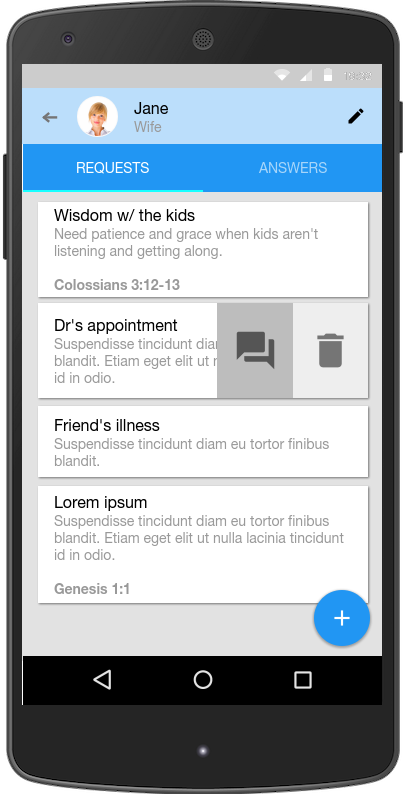 Jane
Wife
REQUESTS ANSWERS
Wisdom w/ the kids
Need patience and grace when kids aren't
listening and getting along.
Colossians 3:12-13
Dr's appointment
Suspendisse tincidunt
blandit. Etiam eget elit ut
id in odio.
Friend's illness
Suspendisse tincidunt diam eu tortor finibus
blandit.
Lorem ipsum
Suspendisse tincidunt diam eu tortor finibus
blandit. Etiam eget elit ut nulla lacinia tincidunt
id in odio.
Genesis 1:1